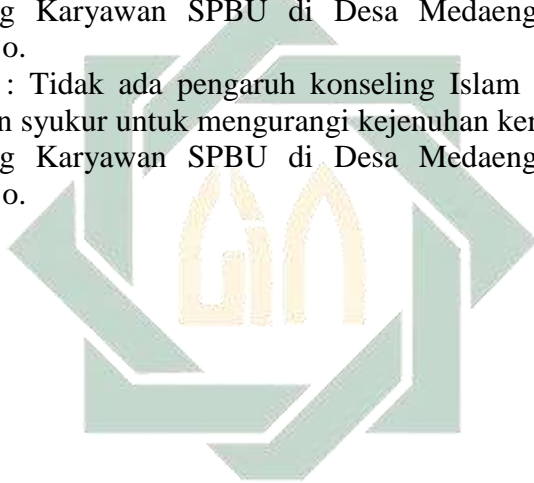 g Karyawan SPBU di Desa Medaeng
o.
: Tidak ada pengaruh konseling Islam
n syukur untuk mengurangi kejenuhan ker
g Karyawan SPBU di Desa Medaeng
o.